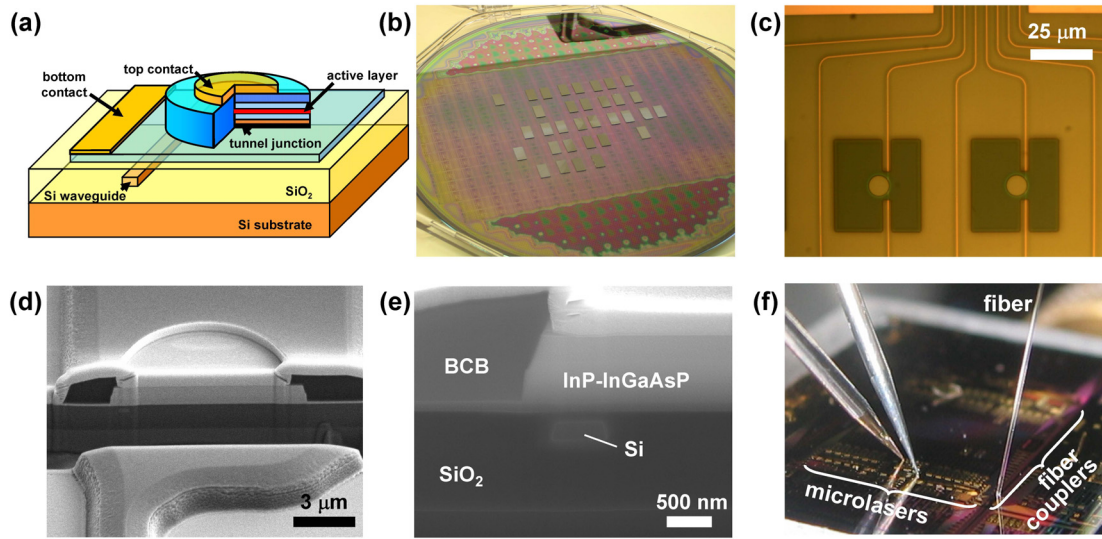 (a)
top contact
active layer
bottom
contact
tunnel junction
Si waveguide
SiO2
Si substrate
(b)
(c)
25 μm
(d)
3 μm
(e)
BCB
InP-InGaAsP
Si
SiO2
500 nm
(f)
fiber
microlasers
fiber
couplers